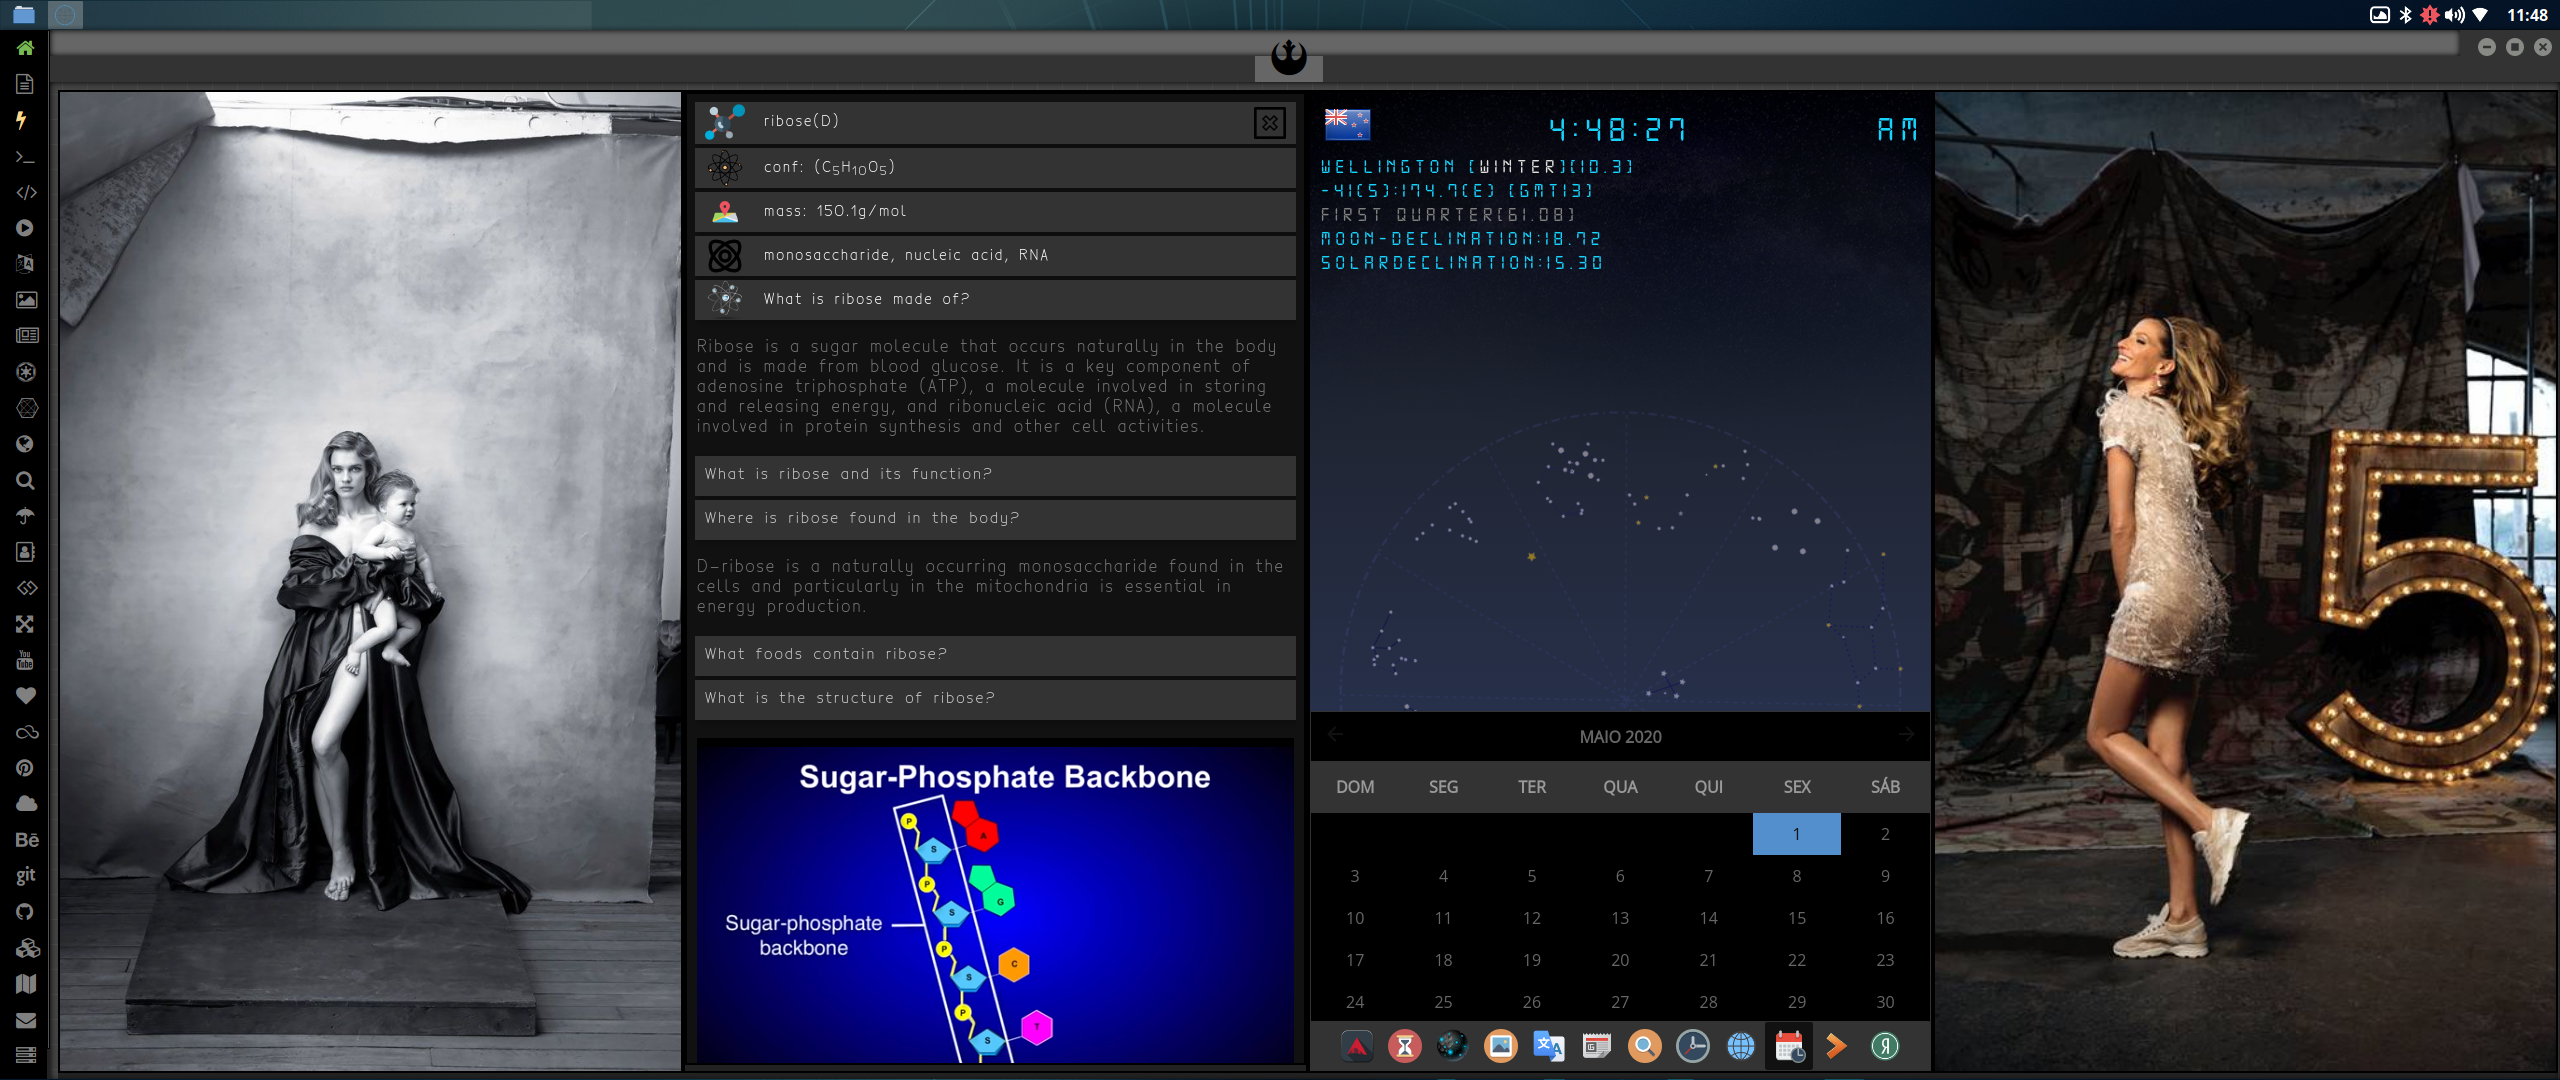 11:48
ribose(D)
conf: (C5H10O5)
mass: 150.1g/mol
monosaccharide, nucleic acid, RNA
What is ribose made of?
Ribose is a sugar molecule that occurs naturally in the body
and is made from blood glucose. It is a key component of
adenosine triphosphate (ATP), a molecule involved in storing
and releasing energy, and ribonucleic acid (RNA), a molecule
involved in protein synthesis and other cell activities.
What is ribose and its function?
Where is ribose found in the body?
D-ribose is a naturally occurring monosaccharide found in the
cells and particularly in the mitochondria is essential in
energy production.
What foods contain ribose?
What is the structure of ribose?
Sugar-Phosphate Backbone
P
A
S
P
G
S
P
C
S
P
T
S
Sugar-phosphate
backbone
4:48:27 AM
WELLINGTON [WINTER][10.3]
-41(S):174.7(E) [GMT13]
FIRST QUARTER[61.08]
MOON-DECLINATION:18.72
SOLARDECLINATION:15.30
MAIO 2020
DOM SEG TER QUA QUI SEX SÁB
1 2
3 4 5 6 7 8 9
10 11 12 13 14 15 16
17 18 19 20 21 22 23
24 25 26 27 28 29 30
5
You
Tube
Bē
git